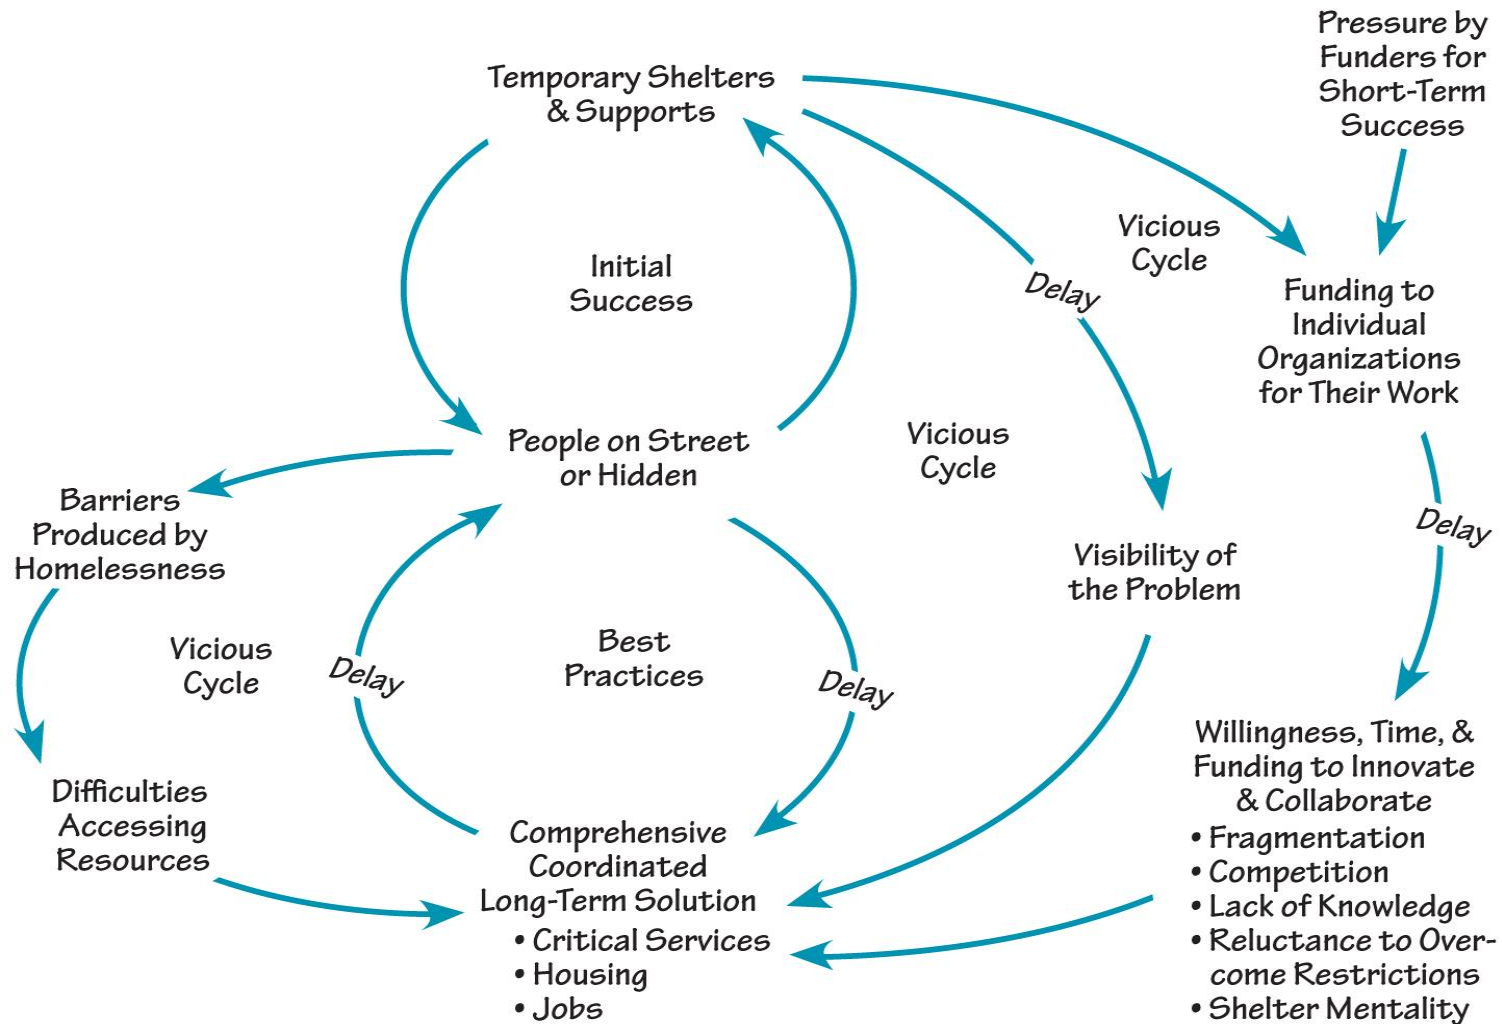 Pressure by
Funders for
Short-Term
Success
Temporary Shelters
& Supports
Vicious
Cycle
Initial
Success
Delay
Funding to
Individual
Organizations
for Their Work
People on Street
or Hidden
Vicious
Cycle
Barriers
Produced by
Homelessness
Delay
Visibility of
the Problem
Vicious
Cycle
Delay
Best
Practices
Delay
Willingness, Time, &
Funding to Innovate
& Collaborate
• Fragmentation
• Competition
• Lack of Knowledge
• Reluctance to Over-
come Restrictions
• Shelter Mentality
Difficulties
Accessing
Resources
Comprehensive
Coordinated
Long-Term Solution
• Critical Services
• Housing
• Jobs